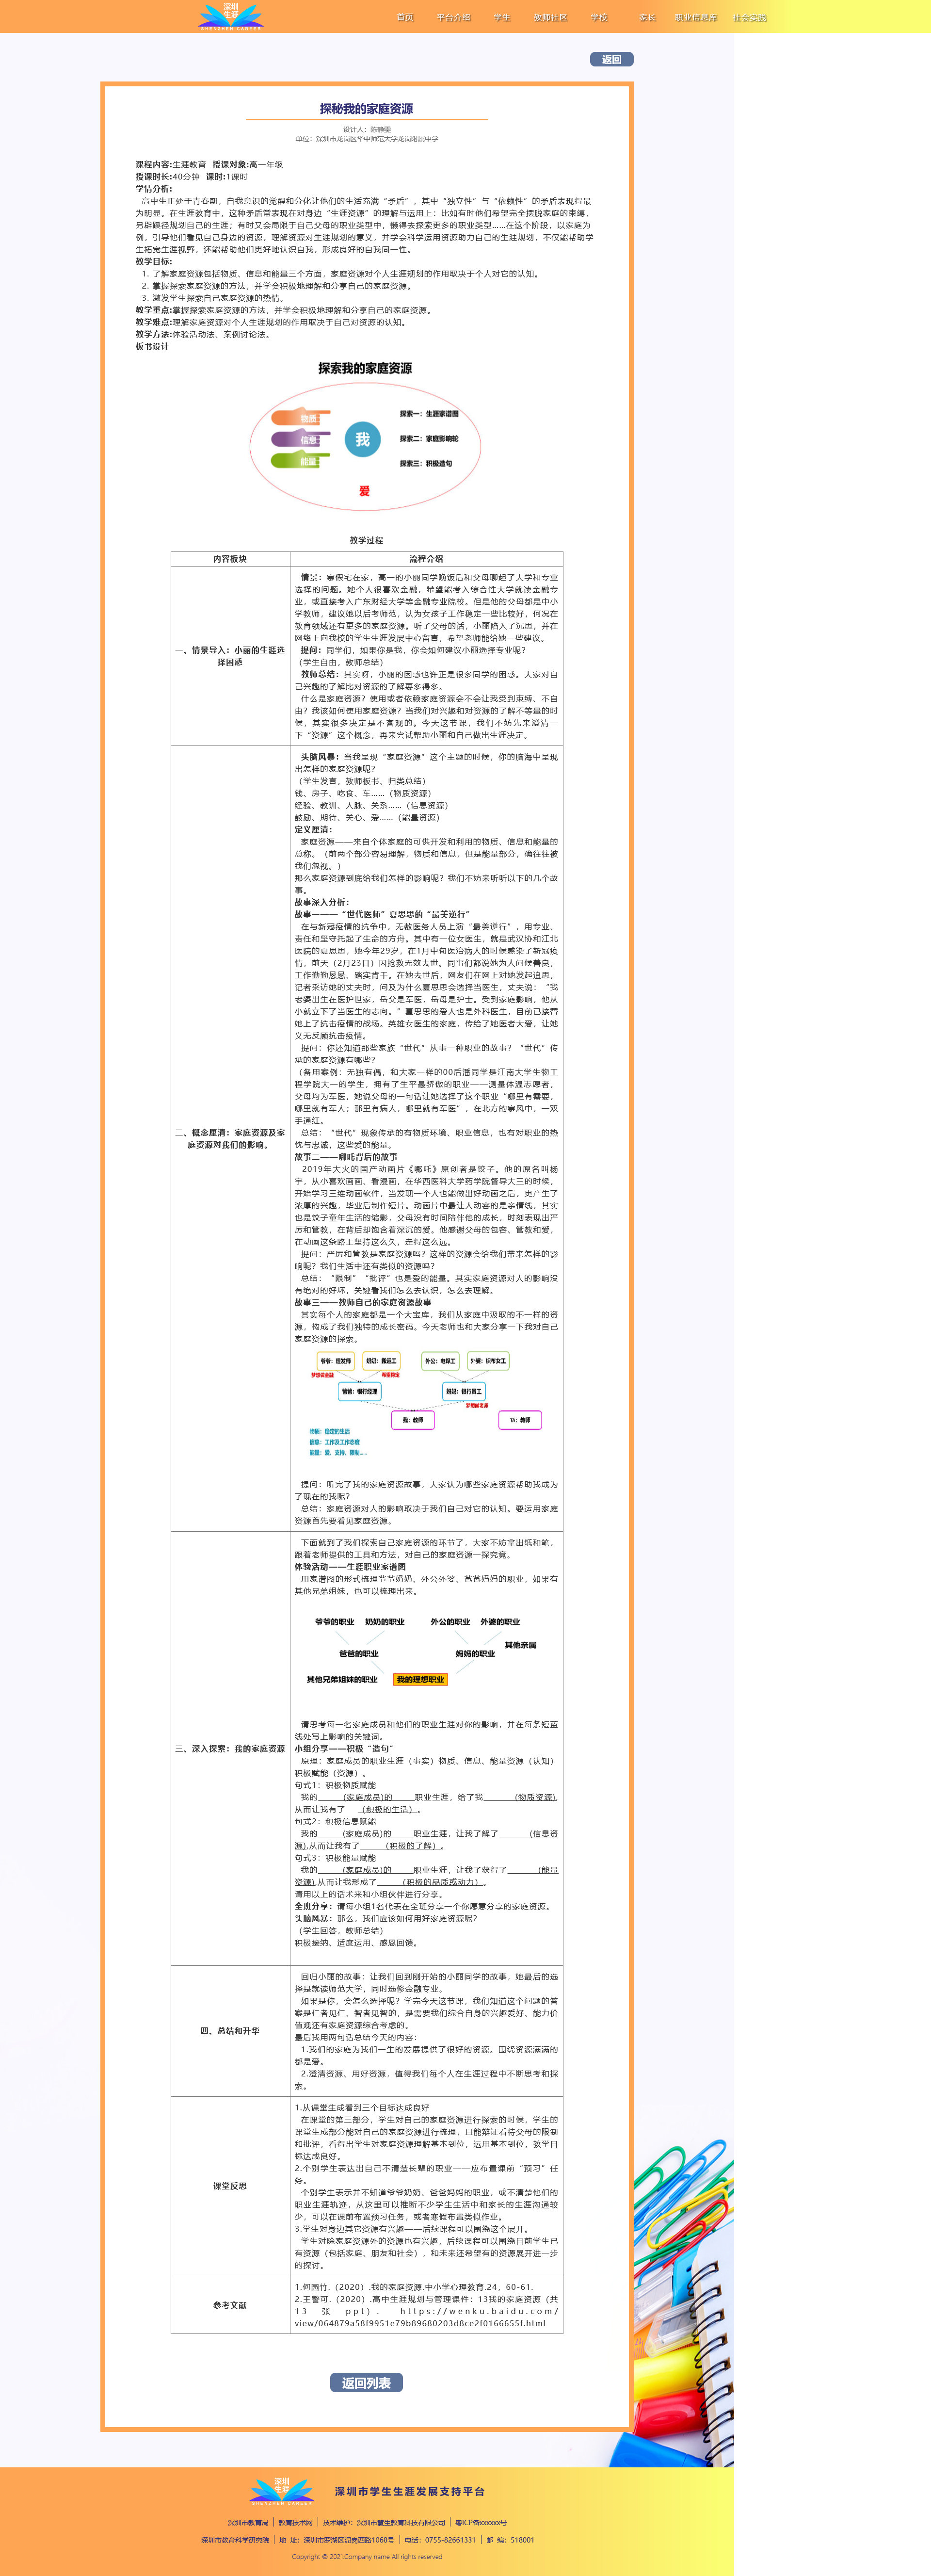 深圳
生涯
SHENZHEN CAREER
首页 平台介绍 学生 教师社区 学校 家长 职业信息库 社会实践
返回
探秘我的家庭资源
设计人：陈静雯
单位：深圳市龙岗区华中师范大学龙岗附属中学
课程内容:生涯教育 授课对象:高一年级
授课时长:40分钟 课时:1课时
学情分析:
高中生正处于青春期，自我意识的觉醒和分化让他们的生活充满“矛盾”，其中“独立性”与“依赖性”的矛盾表现得最
为明显。在生涯教育中，这种矛盾常表现在对身边“生涯资源”的理解与运用上：比如有时他们希望完全摆脱家庭的束缚，
另辟蹊径规划自己的生涯；有时又会局限于自己父母的职业类型中，懒得去探索更多的职业类型……在这个阶段，以家庭为
例，引导他们看见自己身边的资源，理解资源对生涯规划的意义，并学会科学运用资源助力自己的生涯规划，不仅能帮助学
生拓宽生涯视野，还能帮助他们更好地认识自我，形成良好的自我同一性。
教学目标:
1. 了解家庭资源包括物质、信息和能量三个方面，家庭资源对个人生涯规划的作用取决于个人对它的认知。
2. 掌握探索家庭资源的方法，并学会积极地理解和分享自己的家庭资源。
3. 激发学生探索自己家庭资源的热情。
教学重点:掌握探索家庭资源的方法，并学会积极地理解和分享自己的家庭资源。
教学难点:理解家庭资源对个人生涯规划的作用取决于自己对资源的认知。
教学方法:体验活动法、案例讨论法。
板书设计
探索我的家庭资源
物质
信息
能量
我
探索一：生涯家谱图
探索二：家庭影响轮
探索三：积极造句
爱
教学过程
内容板块 流程介绍
一、情景导入：小丽的生涯选
择困惑
情景：寒假宅在家，高一的小丽同学晚饭后和父母聊起了大学和专业
选择的问题。她个人很喜欢金融，希望能考入综合性大学就读金融专
业，或直接考入广东财经大学等金融专业院校。但是他的父母都是中小
学教师，建议她以后考师范，认为女孩子工作稳定一些比较好，何况在
教育领域还有更多的家庭资源。听了父母的话，小丽陷入了沉思，并在
网络上向我校的学生生涯发展中心留言，希望老师能给她一些建议。
提问：同学们，如果你是我，你会如何建议小丽选择专业呢？
（学生自由，教师总结）
教师总结：其实呀，小丽的困惑也许正是很多同学的困惑。大家对自
己兴趣的了解比对资源的了解要多得多。
什么是家庭资源？使用或者依赖家庭资源会不会让我受到束缚、不自
由？我该如何使用家庭资源？当我们对兴趣和对资源的了解不等量的时
候，其实很多决定是不客观的。今天这节课，我们不妨先来澄清一
下“资源”这个概念，再来尝试帮助小丽和自己做出生涯决定。
二、概念厘清：家庭资源及家
庭资源对我们的影响。
头脑风暴：当我呈现“家庭资源”这个主题的时候，你的脑海中呈现
出怎样的家庭资源呢？
（学生发言，教师板书、归类总结）
钱、房子、吃食、车……（物质资源）
经验、教训、人脉、关系……（信息资源）
鼓励、期待、关心、爱……（能量资源）
定义厘清：
家庭资源——来自个体家庭的可供开发和利用的物质、信息和能量的
总称。（前两个部分容易理解，物质和信息，但是能量部分，确往往被
我们忽视。）
那么家庭资源到底给我们怎样的影响呢？我们不妨来听听以下的几个故
事。
故事深入分析：
故事一——“世代医师”夏思思的“最美逆行”
在与新冠疫情的抗争中，无数医务人员上演“最美逆行”，用专业、
责任和坚守托起了生命的方舟。其中有一位女医生，就是武汉协和江北
医院的夏思思，她今年29岁，在1月中旬医治病人的时候感染了新冠疫
情，前天（2月23日）因抢救无效去世。同事们都说她为人问候善良，
工作勤勤恳恳、踏实肯干。在她去世后，网友们在网上对她发起追思，
记者采访她的丈夫时，问及为什么夏思思会选择当医生，丈夫说：“我
老婆出生在医护世家，岳父是军医，岳母是护士。受到家庭影响，他从
小就立下了当医生的志向。”夏思思的爱人也是外科医生，目前已接替
她上了抗击疫情的战场。英雄女医生的家庭，传给了她医者大爱，让她
义无反顾抗击疫情。
提问：你还知道那些家族“世代”从事一种职业的故事？“世代”传
承的家庭资源有哪些？
（备用案例：无独有偶，和大家一样的00后潘同学是江南大学生物工
程学院大一的学生，拥有了生平最骄傲的职业——测量体温志愿者，
父母均为军医，她说父母的一句话让她选择了这个职业“哪里有需要，
哪里就有军人；那里有病人，哪里就有军医”，在北方的寒风中，一双
手通红。
总结：“世代”现象传承的有物质环境、职业信息，也有对职业的热
忱与忠诚，这些爱的能量。
故事二——哪吒背后的故事
2019年大火的国产动画片《哪吒》原创者是饺子。他的原名叫杨
宇，从小喜欢画画、看漫画，在华西医科大学药学院督导大三的时候，
开始学习三维动画软件，当发现一个人也能做出好动画之后，更产生了
浓厚的兴趣，毕业后制作短片。动画片中最让人动容的是亲情线，其实
也是饺子童年生活的缩影，父母没有时间陪伴他的成长，时刻表现出严
厉和管教，在背后却饱含着深沉的爱。他感谢父母的包容、管教和爱，
在动画这条路上坚持这么久，走得这么远。
提问：严厉和管教是家庭资源吗？这样的资源会给我们带来怎样的影
响呢？我们生活中还有类似的资源吗？
总结：“限制”“批评”也是爱的能量。其实家庭资源对人的影响没
有绝对的好坏，关键看我们怎么去认识，怎么去理解。
故事三——教师自己的家庭资源故事
其实每个人的家庭都是一个大宝库，我们从家庭中汲取的不一样的资
源，构成了我们独特的成长密码。今天老师也和大家分享一下我对自己
家庭资源的探索。
爷爷：理发师 奶奶：搬运工 外公：电焊工 外婆：织布女工
梦想做金融 有薪稳定
爸爸：银行经理 妈妈：银行员工
梦想做老师
我：教师 TA：教师
物质：稳定的生活
信息：工作及工作态度
能量：爱、支持、限制……
提问：听完了我的家庭资源故事，大家认为哪些家庭资源帮助我成为
了现在的我呢？
总结：家庭资源对人的影响取决于我们自己对它的认知。要运用家庭
资源首先要看见家庭资源。
三、深入探索：我的家庭资源
下面就到了我们探索自己家庭资源的环节了，大家不妨拿出纸和笔，
跟着老师提供的工具和方法，对自己的家庭资源一探究竟。
体验活动——生涯职业家谱图
用家谱图的形式梳理爷爷奶奶、外公外婆、爸爸妈妈的职业，如果有
其他兄弟姐妹，也可以梳理出来。
爷爷的职业 奶奶的职业 外公的职业 外婆的职业
其他亲属
爸爸的职业 妈妈的职业
其他兄弟姐妹的职业 我的理想职业
请思考每一名家庭成员和他们的职业生涯对你的影响，并在每条短蓝
线处写上影响的关键词。
小组分享——积极“造句”
原理：家庭成员的职业生涯（事实）物质、信息、能量资源（认知）
积极赋能（资源）。
句式1：积极物质赋能
我的 (家庭成员)的 职业生涯，给了我 (物质资源),
从而让我有了 （积极的生活）。
句式2：积极信息赋能
我的 (家庭成员)的 职业生涯，让我了解了 (信息资
源),从而让我有了 （积极的了解）。
句式3：积极能量赋能
我的 (家庭成员)的 职业生涯，让我了获得了 (能量
资源),从而让我形成了 （积极的品质或动力）。
请用以上的话术来和小组伙伴进行分享。
全班分享：请每小组1名代表在全班分享一个你愿意分享的家庭资源。
头脑风暴：那么，我们应该如何用好家庭资源呢？
（学生回答，教师总结）
积极接纳、适度运用、感恩回馈。
四、总结和升华
回归小丽的故事：让我们回到刚开始的小丽同学的故事，她最后的选
择是就读师范大学，同时选修金融专业。
如果是你，会怎么选择呢？学完今天这节课，我们知道这个问题的答
案是仁者见仁、智者见智的，是需要我们综合自身的兴趣爱好、能力价
值观还有家庭资源综合考虑的。
最后我用两句话总结今天的内容：
1.我们的家庭为我们一生的发展提供了很好的资源。围绕资源满满的
都是爱。
2.澄清资源、用好资源，值得我们每个人在生涯过程中不断思考和探
索。
课堂反思
1.从课堂生成看到三个目标达成良好
在课堂的第三部分，学生对自己的家庭资源进行探索的时候，学生的
课堂生成部分能对自己的家庭资源进行梳理，且能辩证看待父母的限制
和批评，看得出学生对家庭资源理解基本到位，运用基本到位，教学目
标达成良好。
2.个别学生表达出自己不清楚长辈的职业——应布置课前“预习”任
务。
个别学生表示并不知道爷爷奶奶、爸爸妈妈的职业，或不清楚他们的
职业生涯轨迹，从这里可以推断不少学生生活中和家长的生涯沟通较
少，可以在课前布置预习任务，或者寒假布置类似作业。
3.学生对身边其它资源有兴趣——后续课程可以围绕这个展开。
学生对除家庭资源外的资源也有兴趣，后续课程可以围绕目前学生已
有资源（包括家庭、朋友和社会），和未来还希望有的资源展开进一步
的探讨。
参考文献
1.何园竹.（2020）.我的家庭资源.中小学心理教育.24，60-61.
2.王警可.（2020）.高中生涯规划与管理课件：13我的家庭资源（共
13 张 ppt）. https://wenku.baidu.com/
view/064879a58f9951e79b89680203d8ce2f0166655f.html
返回列表
深圳
生涯
SHENZHEN CAREER
深圳市学生生涯发展支持平台
深圳市教育局 教育技术网 技术维护：深圳市慧生教育科技有限公司 粤ICP备xxxxxx号
深圳市教育科学研究院 地 址：深圳市罗湖区泥岗西路1068号 电话：0755-82661331 邮 编：518001
Copyright © 2021.Company name All rights reserved